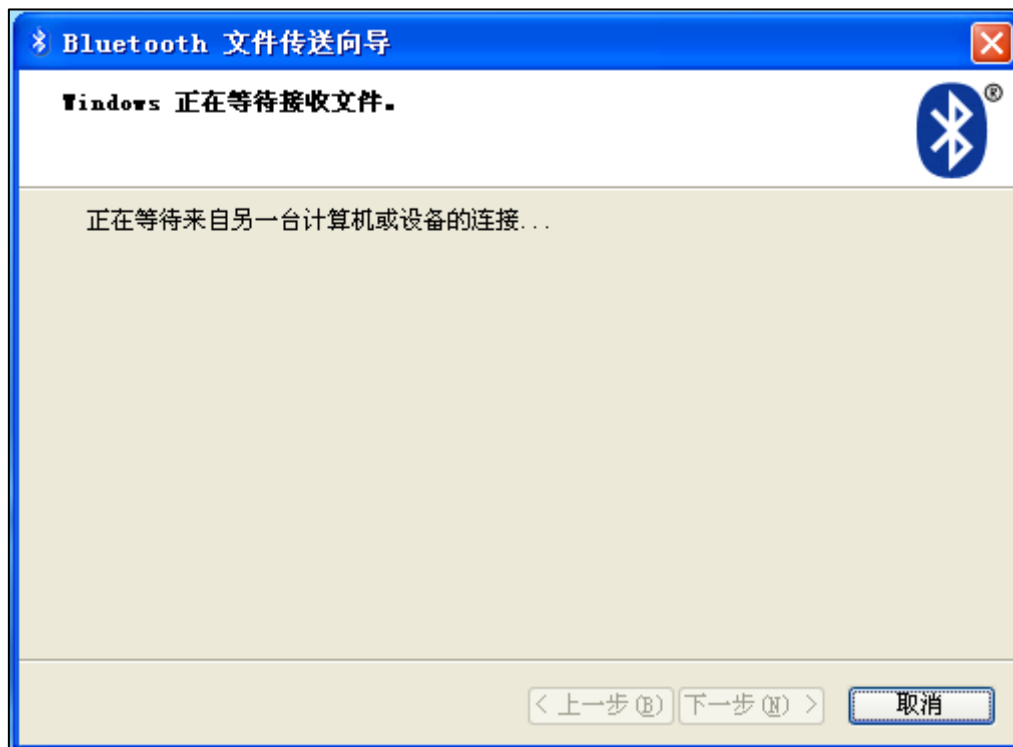 Bluetooth 文件传送向导
Windows 正在等待接收文件。
®
正在等待来自另一台计算机或设备的连接...
< 上一步(B) 下一步(N) > 取消